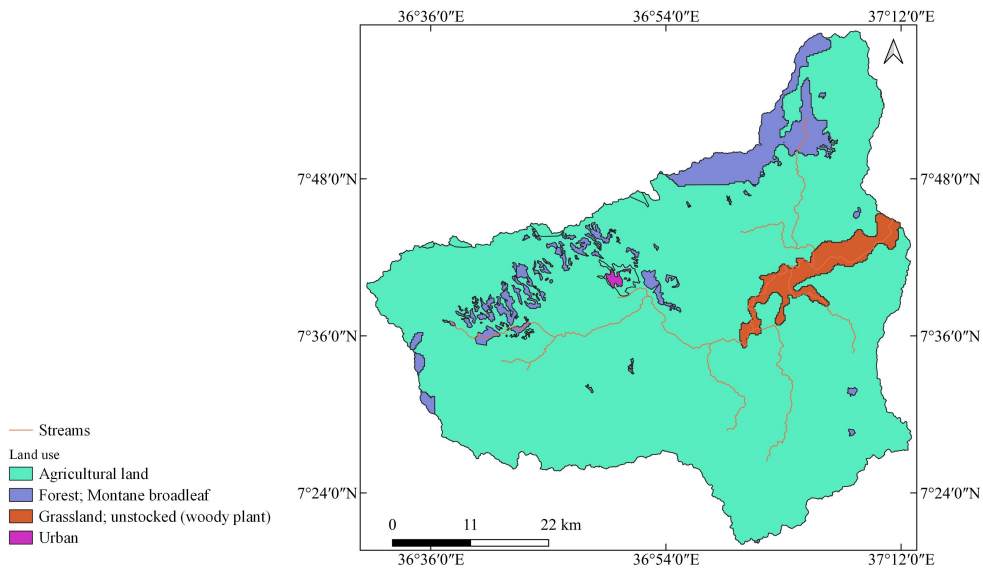 36°36′0″E 36°54′0″E 37°12′0″E
7°48′0″N 7°48′0″N
7°36′0″N 7°36′0″N
7°24′0″N 7°24′0″N
Streams
Land use
Agricultural land
Forest; Montane broadleaf
Grassland; unstocked (woody plant)
Urban
0 11 22 km
36°36′0″E 36°54′0″E 37°12′0″E